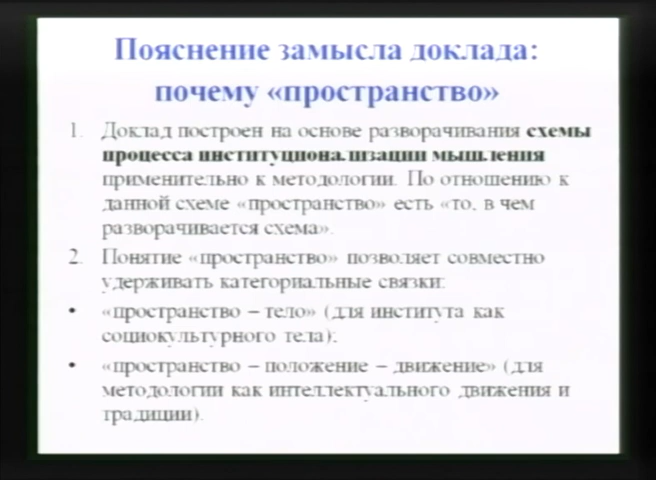 Пояснение замысла доклада:
почему «пространство»
1. Доклад построен на основе разворачивания схемы
процесса институционализации мышления
применительно к методологии. По отношению к
данной схеме «пространство» есть «то, в чем
разворачивается схема».
2. Понятие «пространство» позволяет совместно
удерживать категориальные связки:
• «пространство – тело» (для института как
социокультурного тела);
• «пространство – положение – движение» (для
методологии как интеллектуального движения и
традиции).